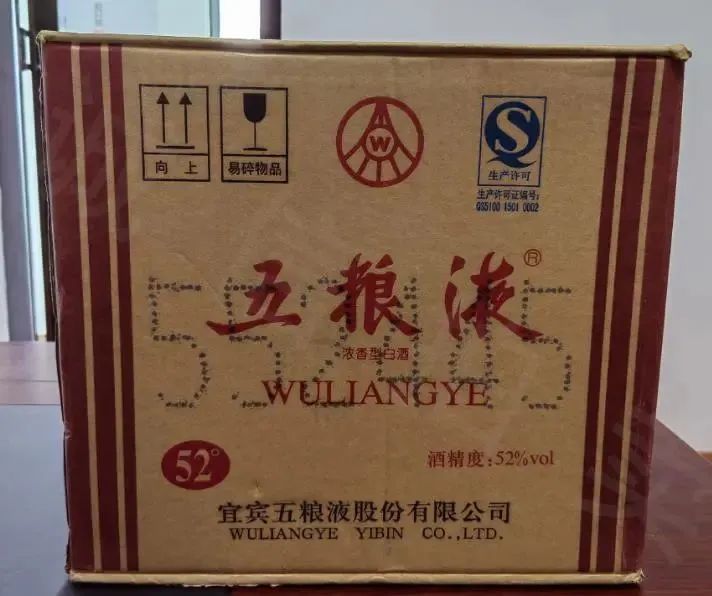 向 上
易碎物品
W
QS
生产许可
生产许可证编号:
QS5100 1501 0002
五粮液®
浓香型白酒
WULIANGYE
52°
酒精度:52%vol
宜宾五粮液股份有限公司
WULIANGYE YIBIN CO.,LTD.